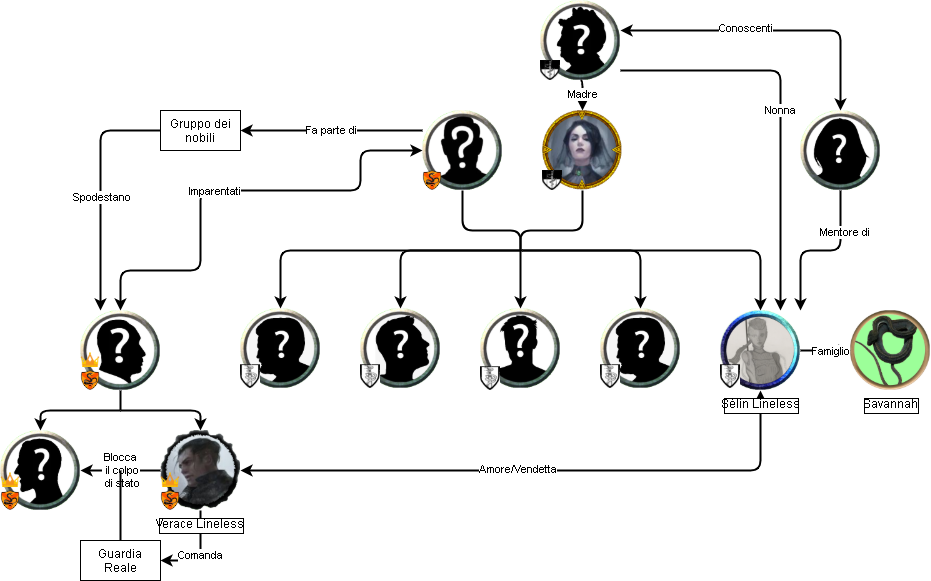 Conoscenti
Madre
Nonna
Gruppo dei
nobili
Fa parte di
Imparentati
Spodestano
Mentore di
?
?
?
?
?
?
?
?
?
Famiglio
Selin Lineless
Savannah
Blocca
il colpo
di stato
Amore/Vendetta
Verace Lineless
Guardia
Reale
Comanda